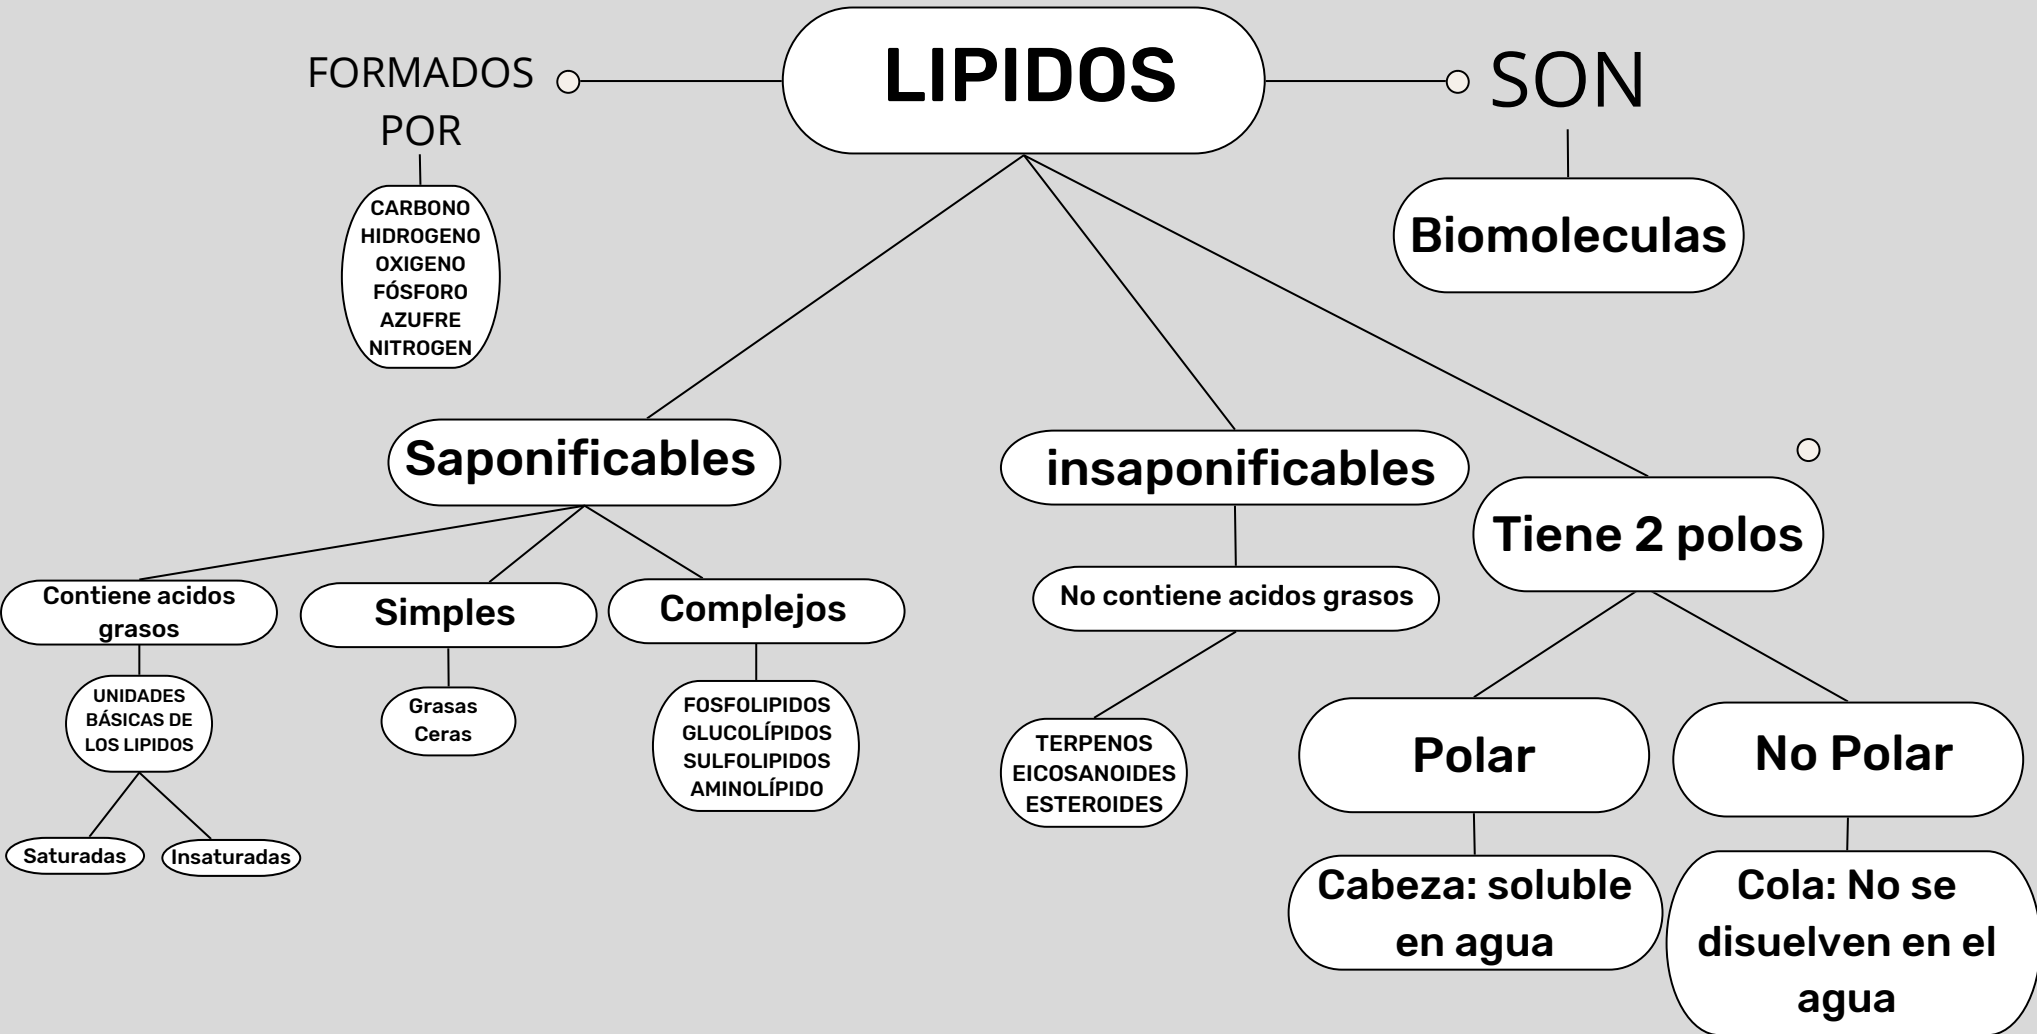 LIPIDOS
FORMADOS
POR
CARBONO
HIDROGENO
OXIGENO
FÓSFORO
AZUFRE
NITROGEN
SON
Biomoleculas
Saponificables
Contiene acidos
grasos
UNIDADES
BÁSICAS DE
LOS LIPIDOS
Saturadas
Insaturadas
Simples
Grasas
Ceras
Complejos
FOSFOLIPIDOS
GLUCOLÍPIDOS
SULFOLIPIDOS
AMINOLÍPIDO
insaponificables
No contiene acidos grasos
TERPENOS
EICOSANOIDES
ESTEROIDES
Tiene 2 polos
Polar
Cabeza: soluble
en agua
No Polar
Cola: No se
disuelven en el
agua